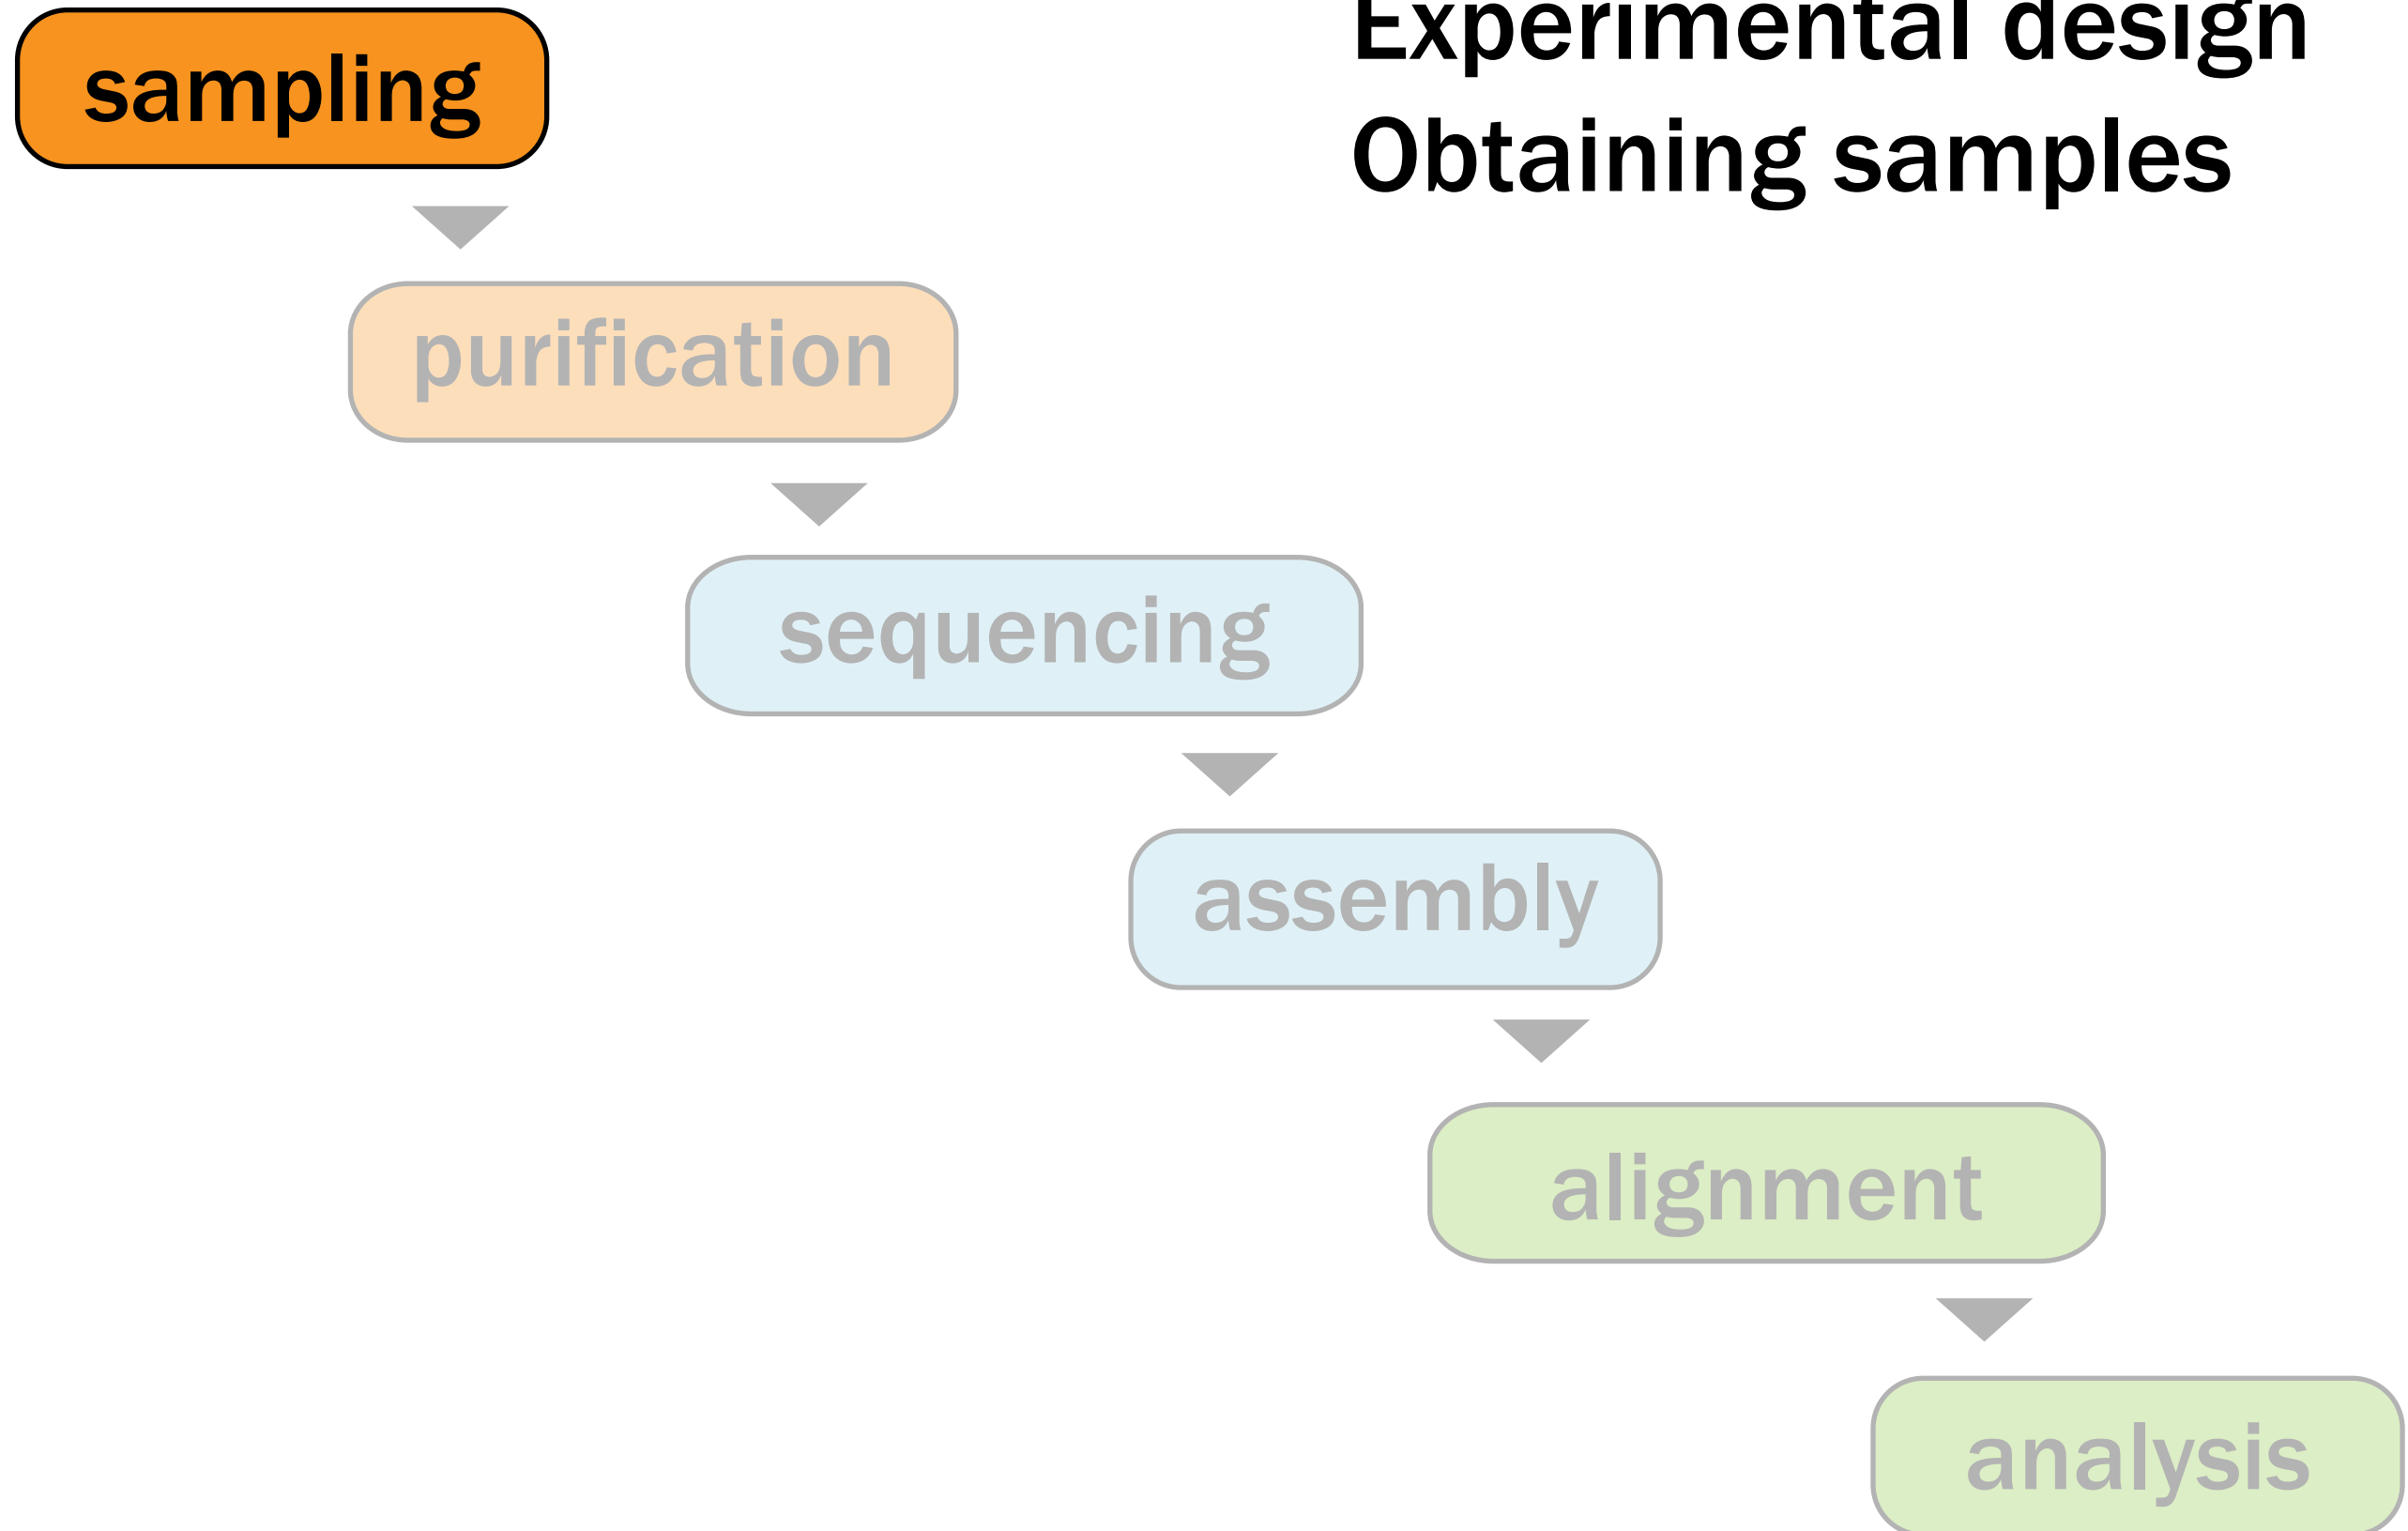 Experimental design
Obtaining samples
sampling
purification
sequencing
assembly
alignment
analysis